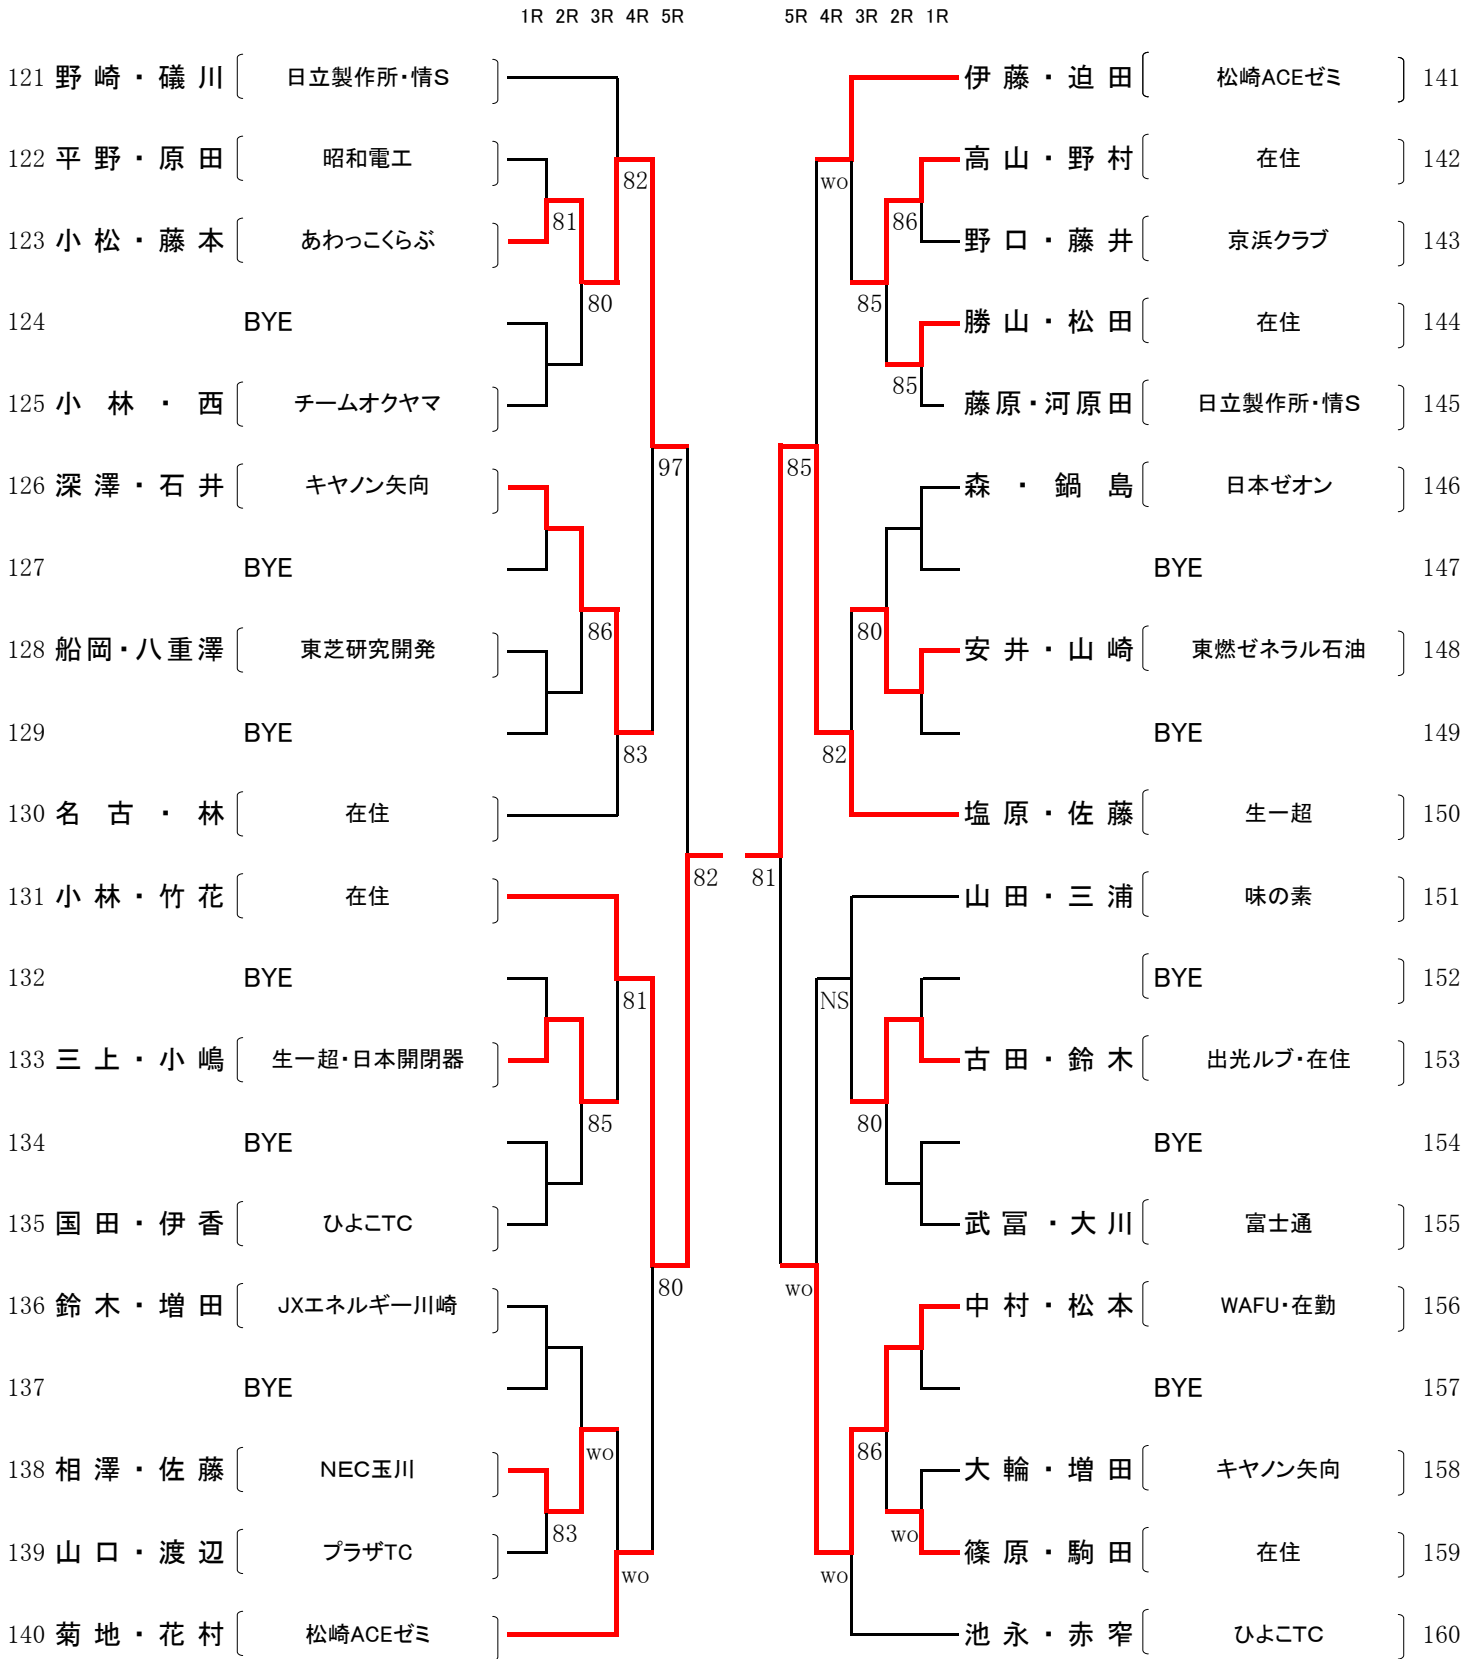 1R 2R 3R 4R 5R 5R 4R 3R 2R 1R
121 野崎・礒川 日立製作所・情S 伊藤・迫田 松崎ACEゼミ 141
122 平野・原田 昭和電工 82 wo 高山・野村 在住 142
123 小松・藤本 あわっこくらぶ 81 86 野口・藤井 京浜クラブ 143
80 85
124 BYE 勝山・松田 在住 144
85
125 小林・西 チームオクヤマ 藤原・河原田 日立製作所・情S 145
97 85
126 深澤・石井 キヤノン矢向 森・鍋島 日本ゼオン 146
127 BYE BYE 147
86 80
128 船岡・八重澤 東芝研究開発 安井・山崎 東燃ゼネラル石油 148
129 BYE BYE 149
83 82
130 名古・林 在住 塩原・佐藤 生一超 150
82 81
131 小林・竹花 在住 山田・三浦 味の素 151
132 BYE BYE 152
81 NS
133 三上・小嶋 生一超・日本開閉器 古田・鈴木 出光ルブ・在住 153
85 80
134 BYE BYE 154
135 国田・伊香 ひよこTC 武冨・大川 富士通 155
80 wo
136 鈴木・増田 JXエネルギー川崎 中村・松本 WAFU・在勤 156
137 BYE BYE 157
wo 86
138 相澤・佐藤 NEC玉川 大輪・増田 キヤノン矢向 158
83 wo
139 山口・渡辺 プラザTC 篠原・駒田 在住 159
wo wo
140 菊地・花村 松崎ACEゼミ 池永・赤窄 ひよこTC 160